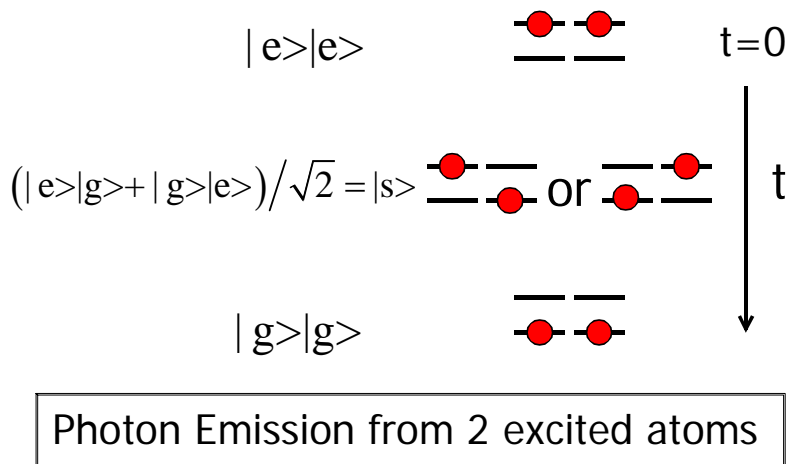 |e>|e> t=0
(|e>|g>+|g>|e>)/√2 = |s> or t
|g>|g>
Photon Emission from 2 excited atoms